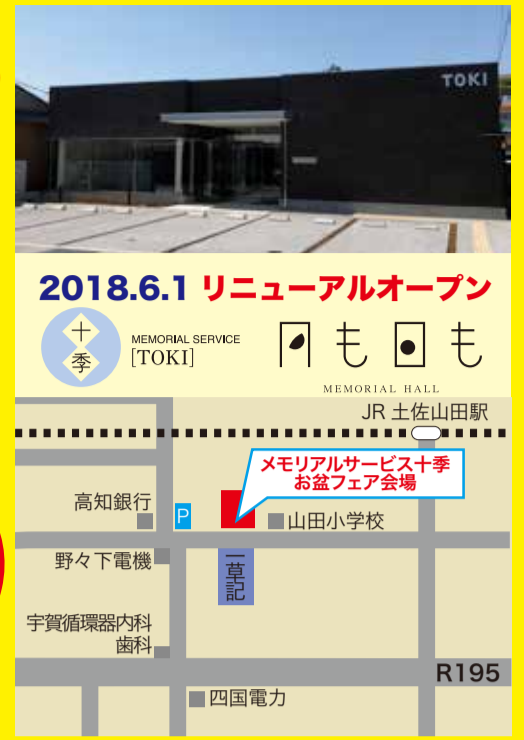 TOKI
2018.6.1 リニューアルオープン
十
季
MEMORIAL SERVICE
[TOKI]
月も日も
MEMORIAL HALL
JR 土佐山田駅
メモリアルサービス十季
お盆フェア会場
高知銀行
P
山田小学校
野々下電機
一草記
宇賀循環器内科
歯科
R195
四国電力